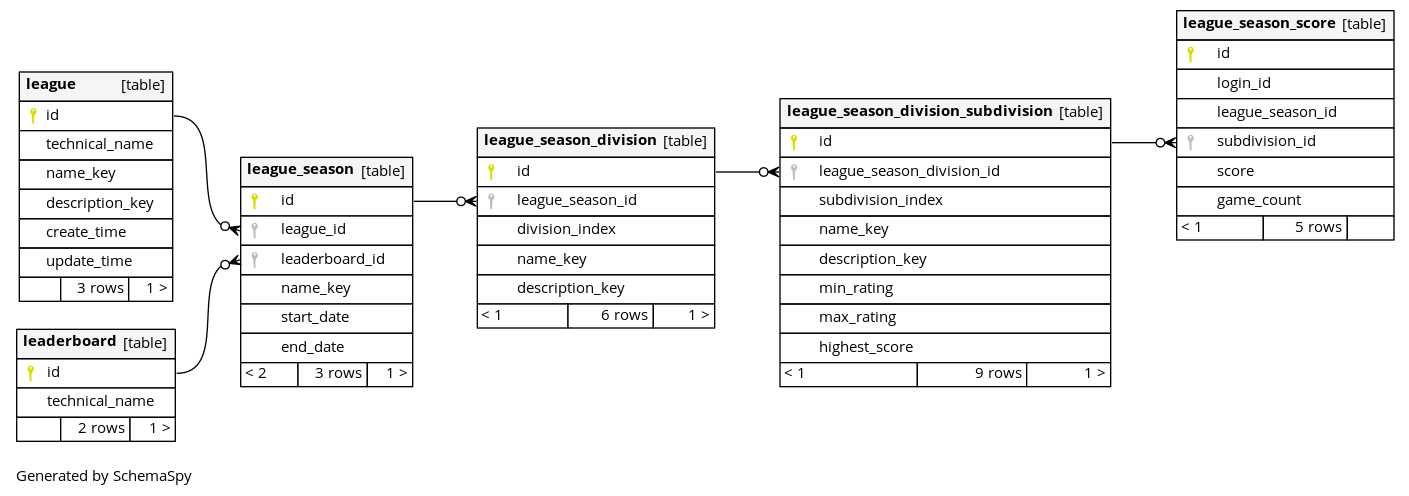 league [table]
id
technical_name
name_key
description_key
create_time
update_time
3 rows 1 >
leaderboard [table]
id
technical_name
2 rows 1 >
league_season [table]
id
league_id
leaderboard_id
name_key
start_date
end_date
< 2 3 rows 1 >
league_season_division [table]
id
league_season_id
division_index
name_key
description_key
< 1 6 rows 1 >
league_season_division_subdivision [table]
id
league_season_division_id
subdivision_index
name_key
description_key
min_rating
max_rating
highest_score
< 1 9 rows 1 >
league_season_score [table]
id
login_id
league_season_id
subdivision_id
score
game_count
< 1 5 rows
Generated by SchemaSpy